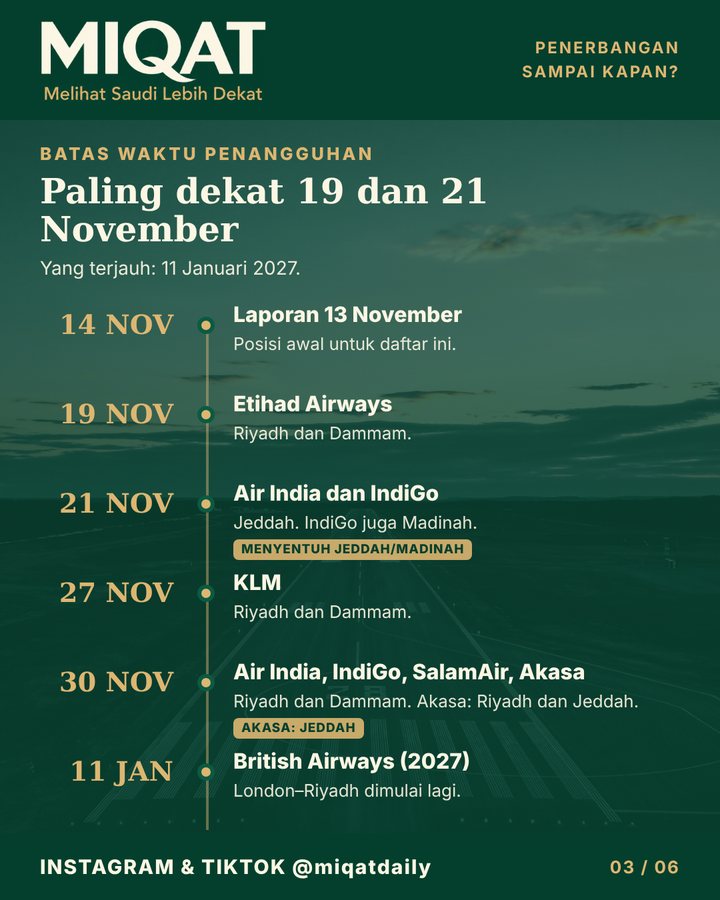 MIQAT
Melihat Saudi Lebih Dekat
PENERBANGAN
SAMPAI KAPAN?
BATAS WAKTU PENANGGUHAN
Paling dekat 19 dan 21
November
Yang terjauh: 11 Januari 2027.
14 NOV
Laporan 13 November
Posisi awal untuk daftar ini.
19 NOV
Etihad Airways
Riyadh dan Dammam.
21 NOV
Air India dan IndiGo
Jeddah. IndiGo juga Madinah.
MENYENTUH JEDDAH/MADINAH
27 NOV
KLM
Riyadh dan Dammam.
30 NOV
Air India, IndiGo, SalamAir, Akasa
Riyadh dan Dammam. Akasa: Riyadh dan Jeddah.
AKASA: JEDDAH
11 JAN
British Airways (2027)
London–Riyadh dimulai lagi.
INSTAGRAM & TIKTOK @miqatdaily
03 / 06